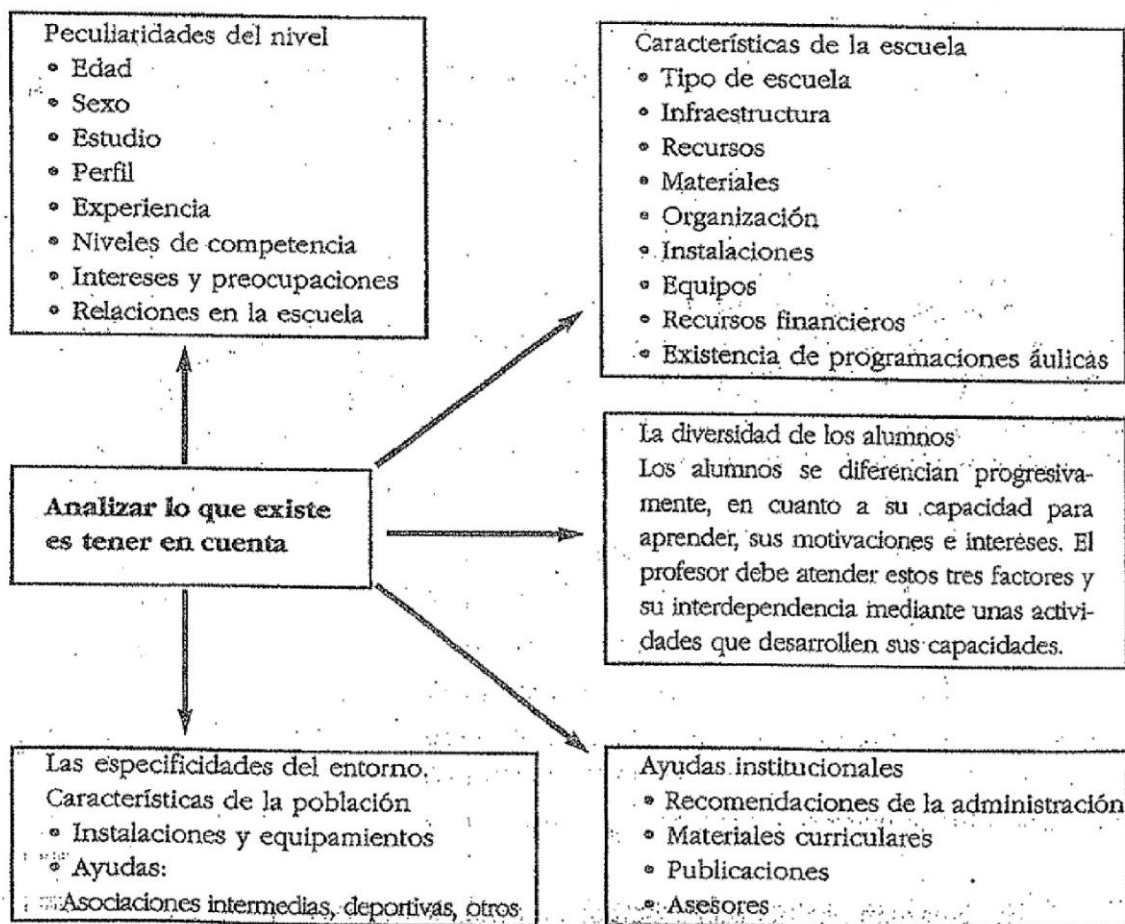 Peculiaridades del nivel
• Edad
• Sexo
• Estudio
• Perfil
• Experiencia
• Niveles de competencia
• Intereses y preocupaciones
• Relaciones en la escuela
Características de la escuela
• Tipo de escuela
• Infraestructura
• Recursos
• Materiales
• Organización
• Instalaciones
• Equipos
• Recursos financieros
• Existencia de programaciones áulicas
Analizar lo que existe
es tener en cuenta
La diversidad de los alumnos
Los alumnos se diferencian progresiva-
mente, en cuanto a su capacidad para
aprender, sus motivaciones e intereses. El
profesor debe atender estos tres factores y
su interdependencia mediante unas activi-
dades que desarrollen sus capacidades.
Las especificidades del entorno.
Características de la población
• Instalaciones y equipamientos
• Ayudas:
Asociaciones intermedias, deportivas, otros
Ayudas institucionales
• Recomendaciones de la administración
• Materiales curriculares
• Publicaciones
• Asesores